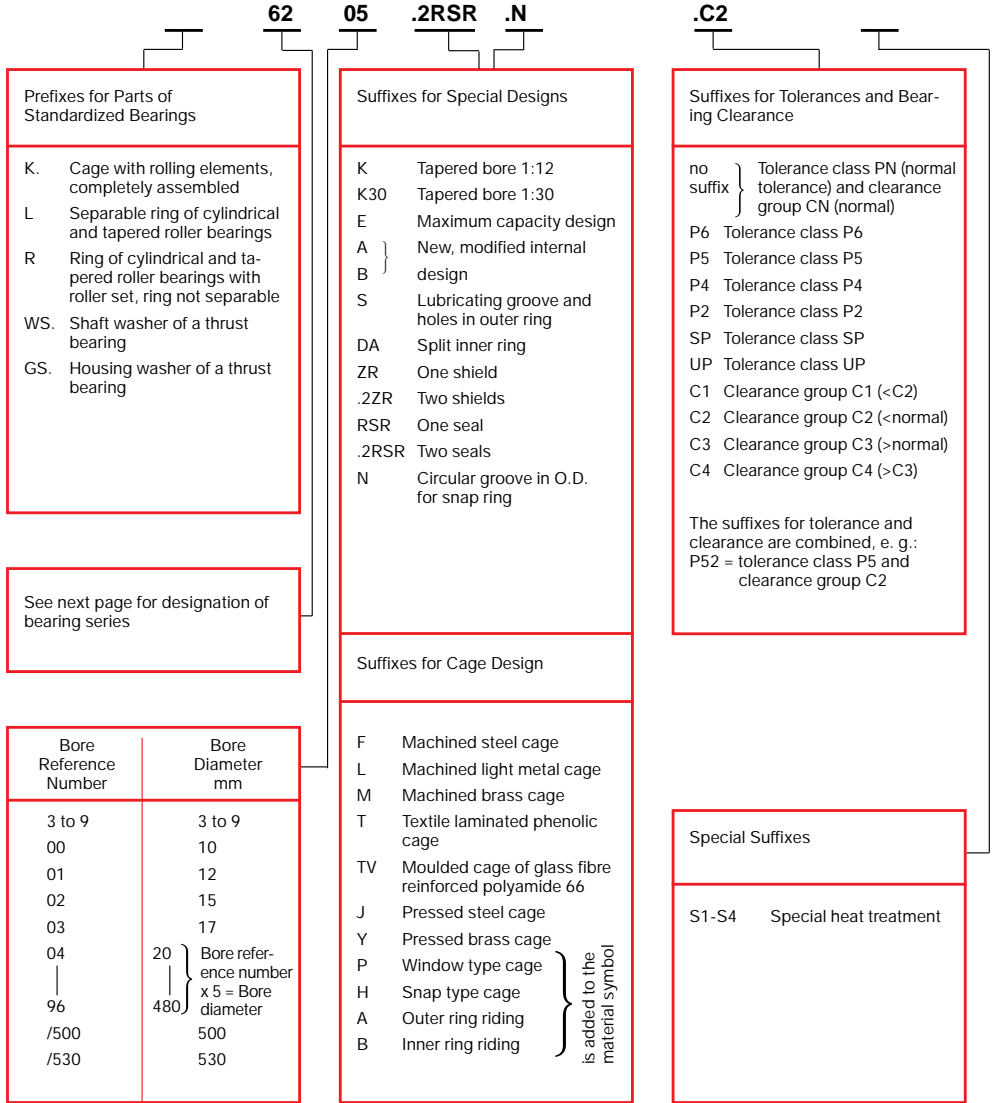 62 05 .2RSR .N .C2
Prefixes for Parts of
Standardized Bearings
K. Cage with rolling elements,
completely assembled
L Separable ring of cylindrical
and tapered roller bearings
R Ring of cylindrical and ta-
pered roller bearings with
roller set, ring not separable
WS. Shaft washer of a thrust
bearing
GS. Housing washer of a thrust
bearing
See next page for designation of
bearing series
Bore
Reference
Number
Bore
Diameter
mm
3 to 9 3 to 9
00 10
01 12
02 15
03 17
04 20
96 480
Bore refer-
ence number
x 5 = Bore
diameter
/500 500
/530 530
Suffixes for Special Designs
K Tapered bore 1:12
K30 Tapered bore 1:30
E Maximum capacity design
A New, modified internal
B design
S Lubricating groove and
holes in outer ring
DA Split inner ring
ZR One shield
.2ZR Two shields
RSR One seal
.2RSR Two seals
N Circular groove in O.D.
for snap ring
Suffixes for Cage Design
F Machined steel cage
L Machined light metal cage
M Machined brass cage
T Textile laminated phenolic
cage
TV Moulded cage of glass fibre
reinforced polyamide 66
J Pressed steel cage
Y Pressed brass cage
P Window type cage
H Snap type cage
A Outer ring riding
B Inner ring riding
is added to the
material symbol
Suffixes for Tolerances and Bear-
ing Clearance
no Tolerance class PN (normal
suffix tolerance) and clearance
group CN (normal)
P6 Tolerance class P6
P5 Tolerance class P5
P4 Tolerance class P4
P2 Tolerance class P2
SP Tolerance class SP
UP Tolerance class UP
C1 Clearance group C1 (<C2)
C2 Clearance group C2 (<normal)
C3 Clearance group C3 (>normal)
C4 Clearance group C4 (>C3)
The suffixes for tolerance and
clearance are combined, e. g.:
P52 = tolerance class P5 and
clearance group C2
Special Suffixes
S1-S4 Special heat treatment